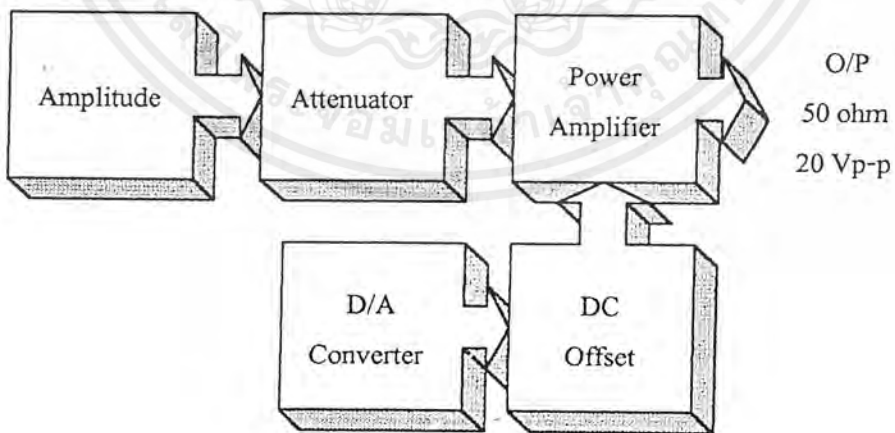 Amplitude
Attenuator
Power
Amplifier
O/P
50 ohm
20 Vp-p
D/A
Converter
DC
Offset